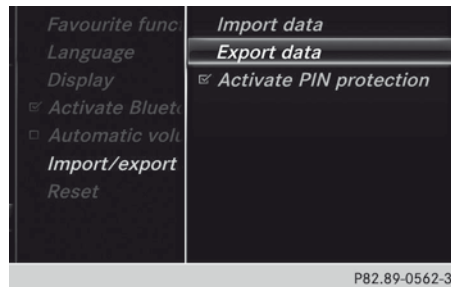 Favourite func
Language
Display
Activate Blueto
Automatic volu
Import/export
Reset
Import data
Export data
Activate PIN protection
P82.89-0562-3